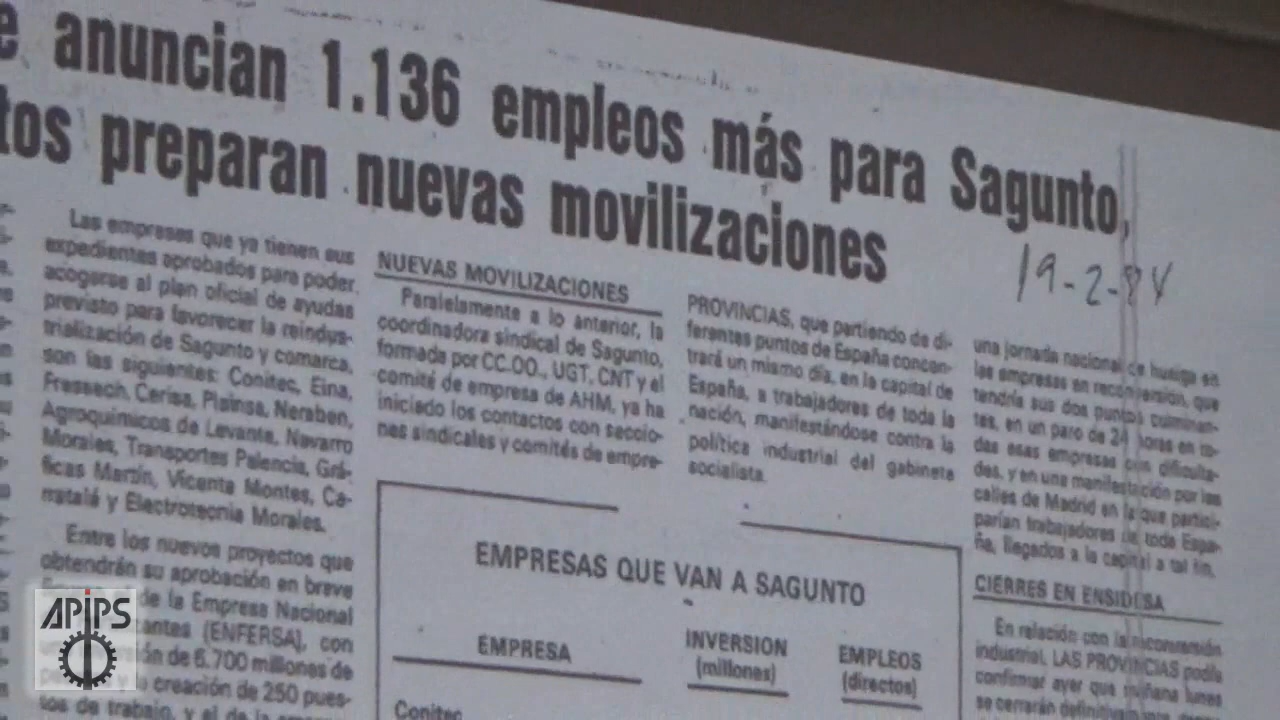 e anuncian 1.136 empleos más para Sagunto,
tos preparan nuevas movilizaciones
19-2-84
Las empresas que ya tienen sus
expedientes aprobados para poder
acogerse al plan oficial de ayudas
previsto para favorecer la reindus-
trialización de Sagunto y comarca,
son las siguientes: Conitec, Eina,
Fressech, Cerisa, Plainsa, Neraben,
Agroquímicos de Levante, Navarro
Morales, Transportes Palencia, Grá-
ficas Martín, Vicente Montes, Ca-
matalá y Electrotecnia Morales.
Entre los nuevos proyectos que
obtendrán su aprobación en breve
de la Empresa Nacional
antes (ENFERSA), con
sión de 6.700 millones de
y la creación de 250 pues-
tos de trabajo, y el de la
NUEVAS MOVILIZACIONES
Paralelamente a lo anterior, la
coordinadora sindical de Sagunto,
formada por CC.OO., UGT, CNT y el
comité de empresa de AHM, ya ha
iniciado los contactos con seccio-
nes sindicales y comités de empre-
PROVINCIAS, que partiendo de di-
ferentes puntos de España concen-
trará un mismo día, en la capital de
España, a trabajadores de toda la
nación, manifestándose contra la
política industrial del gabinete
socialista.
una jornada nacional de huelga en
las empresas en reconversión, que
tendría sus dos puntos culminan-
tes, en un paro de 24 horas en to-
das esas empresas con dificulta-
des, y en una manifestación por las
calles de Madrid en la que partici-
parían trabajadores de toda Espa-
ña, llegados a la capital a tal fin.
CIERRES EN ENSIDESA
En relación con la reconversión
industrial, LAS PROVINCIAS podía
confirmar ayer que mañana lunes
se cerrarán
EMPRESAS QUE VAN A SAGUNTO
EMPRESA
INVERSION
(millones)
EMPLEOS
(directos)
Conitec
APIPS